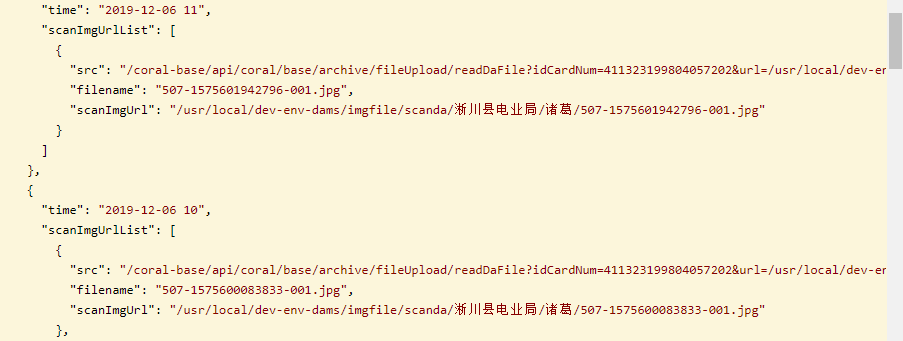 "time": "2019-12-06 11",
"scanImgUrlList": [
{
"src": "/coral-base/api/coral/base/archive/fileUpload/readDaFile?idCardNum=411323199804057202&url=/usr/local/dev-en
"filename": "507-1575601942796-001.jpg",
"scanImgUrl": "/usr/local/dev-env-dams/imgfile/scanda/淅川县电业局/诸葛/507-1575601942796-001.jpg"
}
]
},
{
"time": "2019-12-06 10",
"scanImgUrlList": [
{
"src": "/coral-base/api/coral/base/archive/fileUpload/readDaFile?idCardNum=411323199804057202&url=/usr/local/dev-en
"filename": "507-1575600083833-001.jpg",
"scanImgUrl": "/usr/local/dev-env-dams/imgfile/scanda/淅川县电业局/诸葛/507-1575600083833-001.jpg"
},